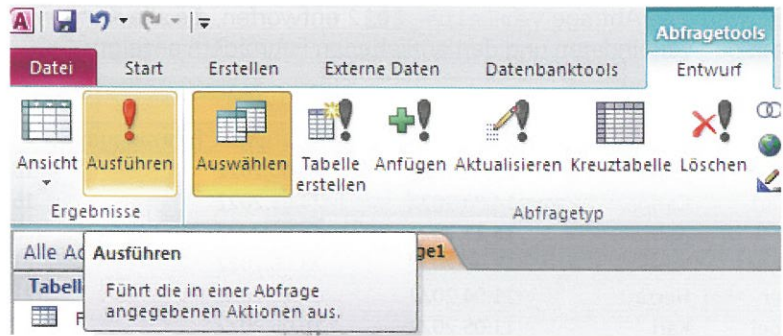 A
Abfragetools
Datei Start Erstellen Externe Daten Datenbanktools Entwurf
Ansicht Ausführen Auswählen Tabelle erstellen Anfügen Aktualisieren Kreuztabelle Löschen
Ergebnisse Abfragetyp
Alle ge1
Ausführen
Tabell
Führt die in einer Abfrage
angegebenen Aktionen aus.